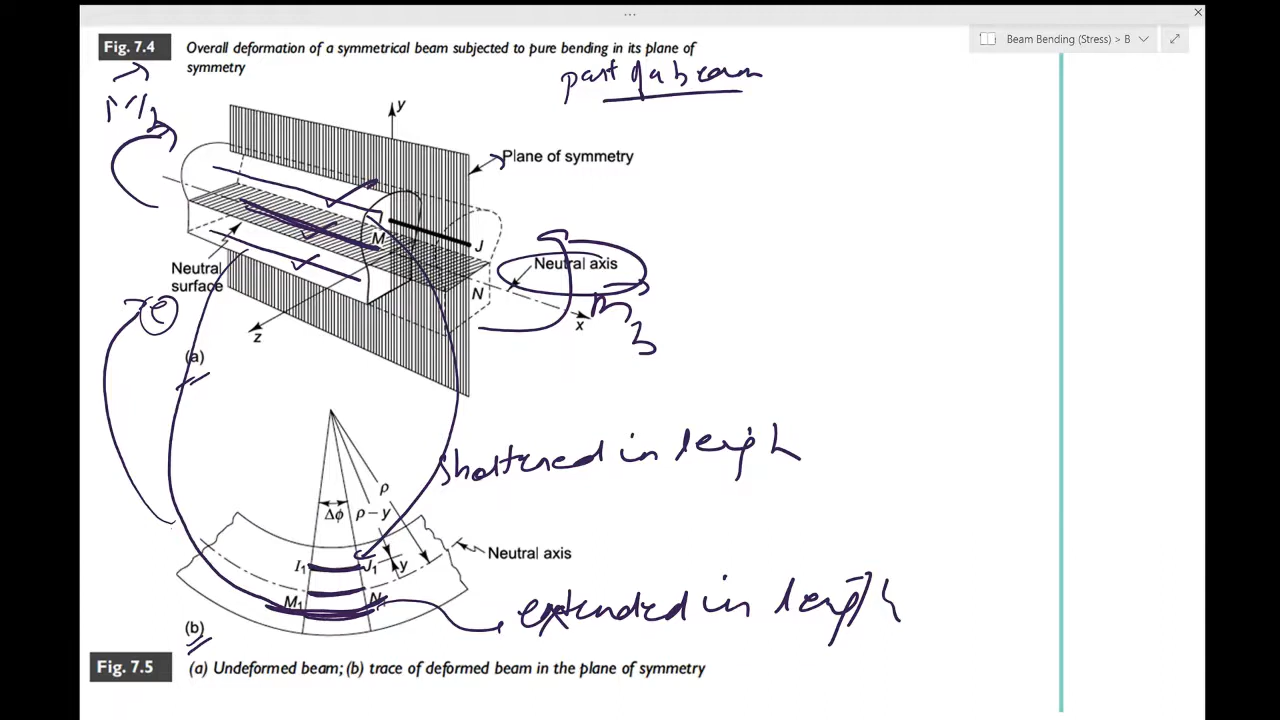 Beam Bending (Stress) > B
Fig. 7.4 Overall deformation of a symmetrical beam subjected to pure bending in its plane of
symmetry
part of a beam
y
Plane of symmetry
I
M
J
Neutral axis
N
Neutral
surface
x
z
(a)
shortened in length
ρ
Δϕ ρ – y
Neutral axis
I₁ J₁ y
M₁ N₁
extended in length
(b)
Fig. 7.5 (a) Undeformed beam; (b) trace of deformed beam in the plane of symmetry